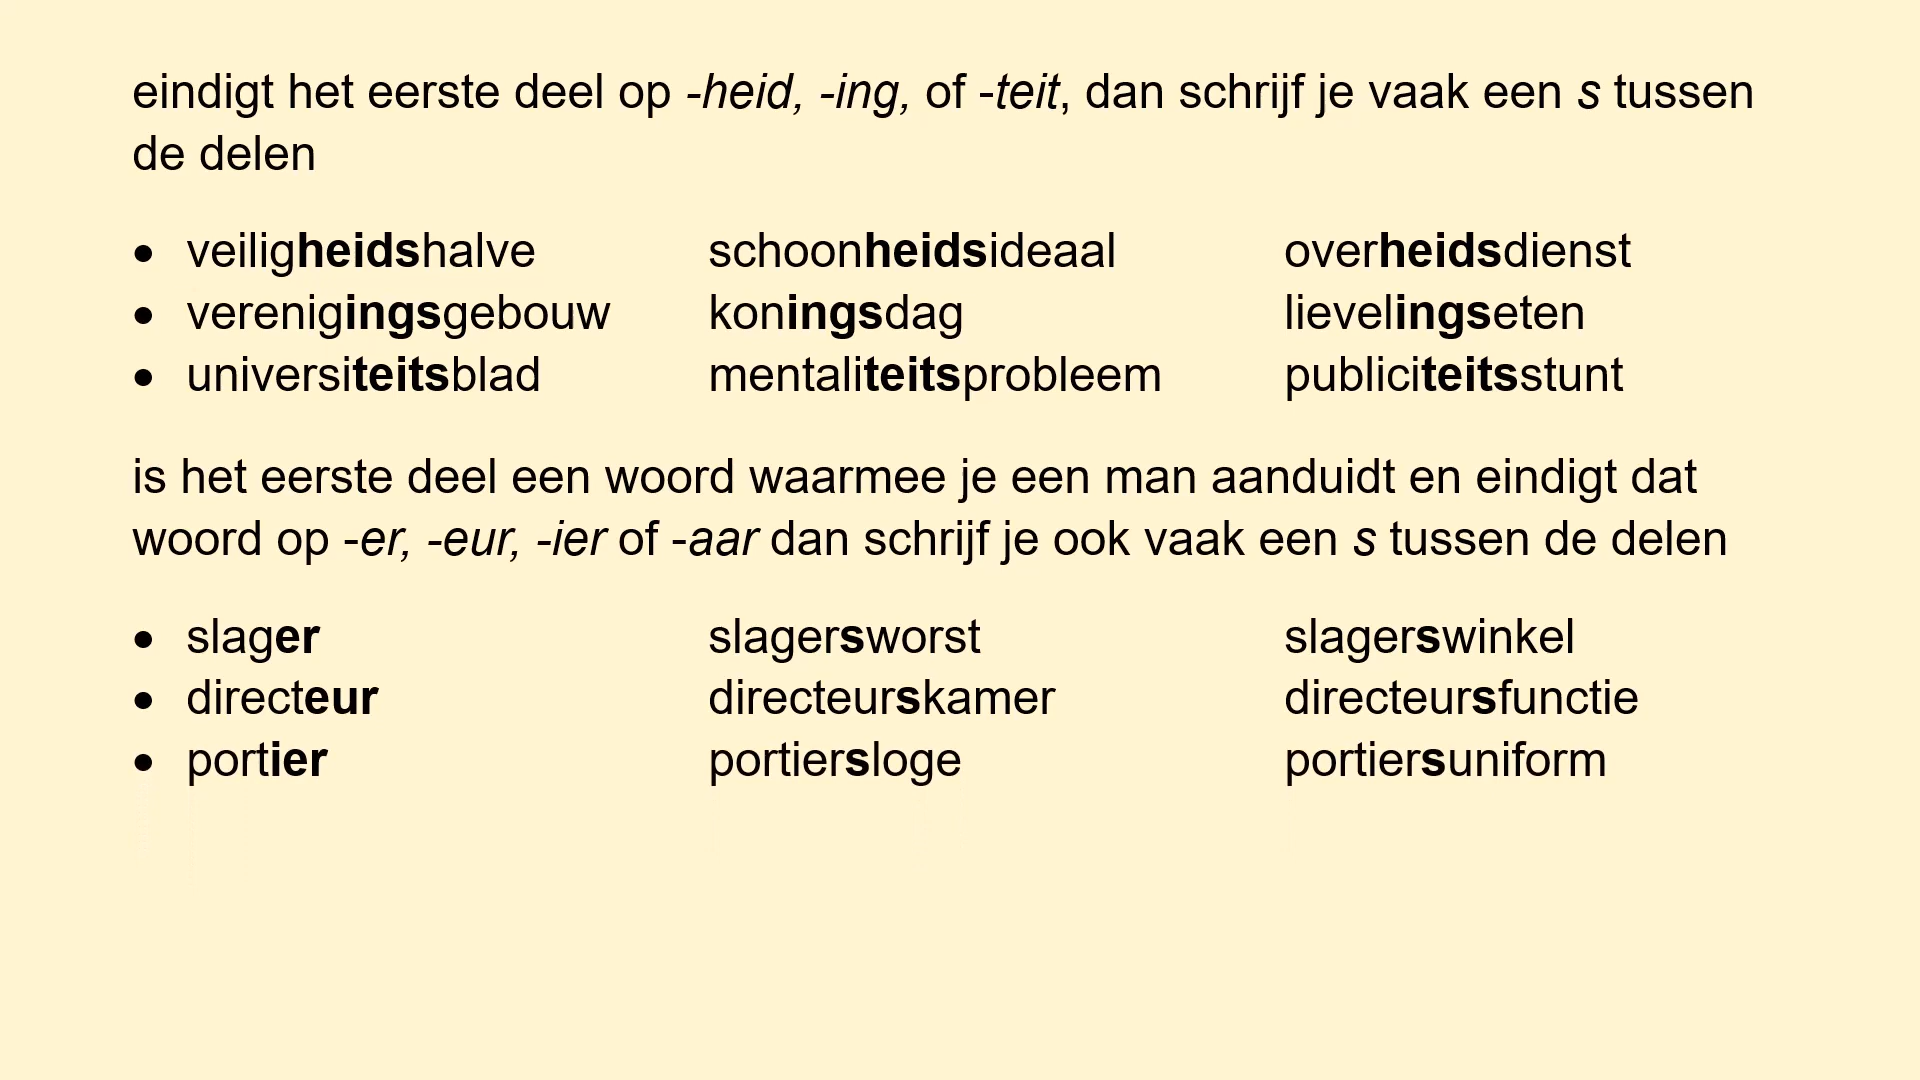 eindigt het eerste deel op -heid, -ing, of -teit, dan schrijf je vaak een s tussen
de delen
• veiligheidshalve schoonheidsideaal overheidsdienst
• verenigingsgebouw koningsdag lievelingseten
• universiteitsblad mentaliteitsprobleem publiciteitsstunt
is het eerste deel een woord waarmee je een man aanduidt en eindigt dat
woord op -er, -eur, -ier of -aar dan schrijf je ook vaak een s tussen de delen
• slager slagersworst slagerswinkel
• directeur directeurskamer directeursfunctie
• portier portiersloge portiersuniform